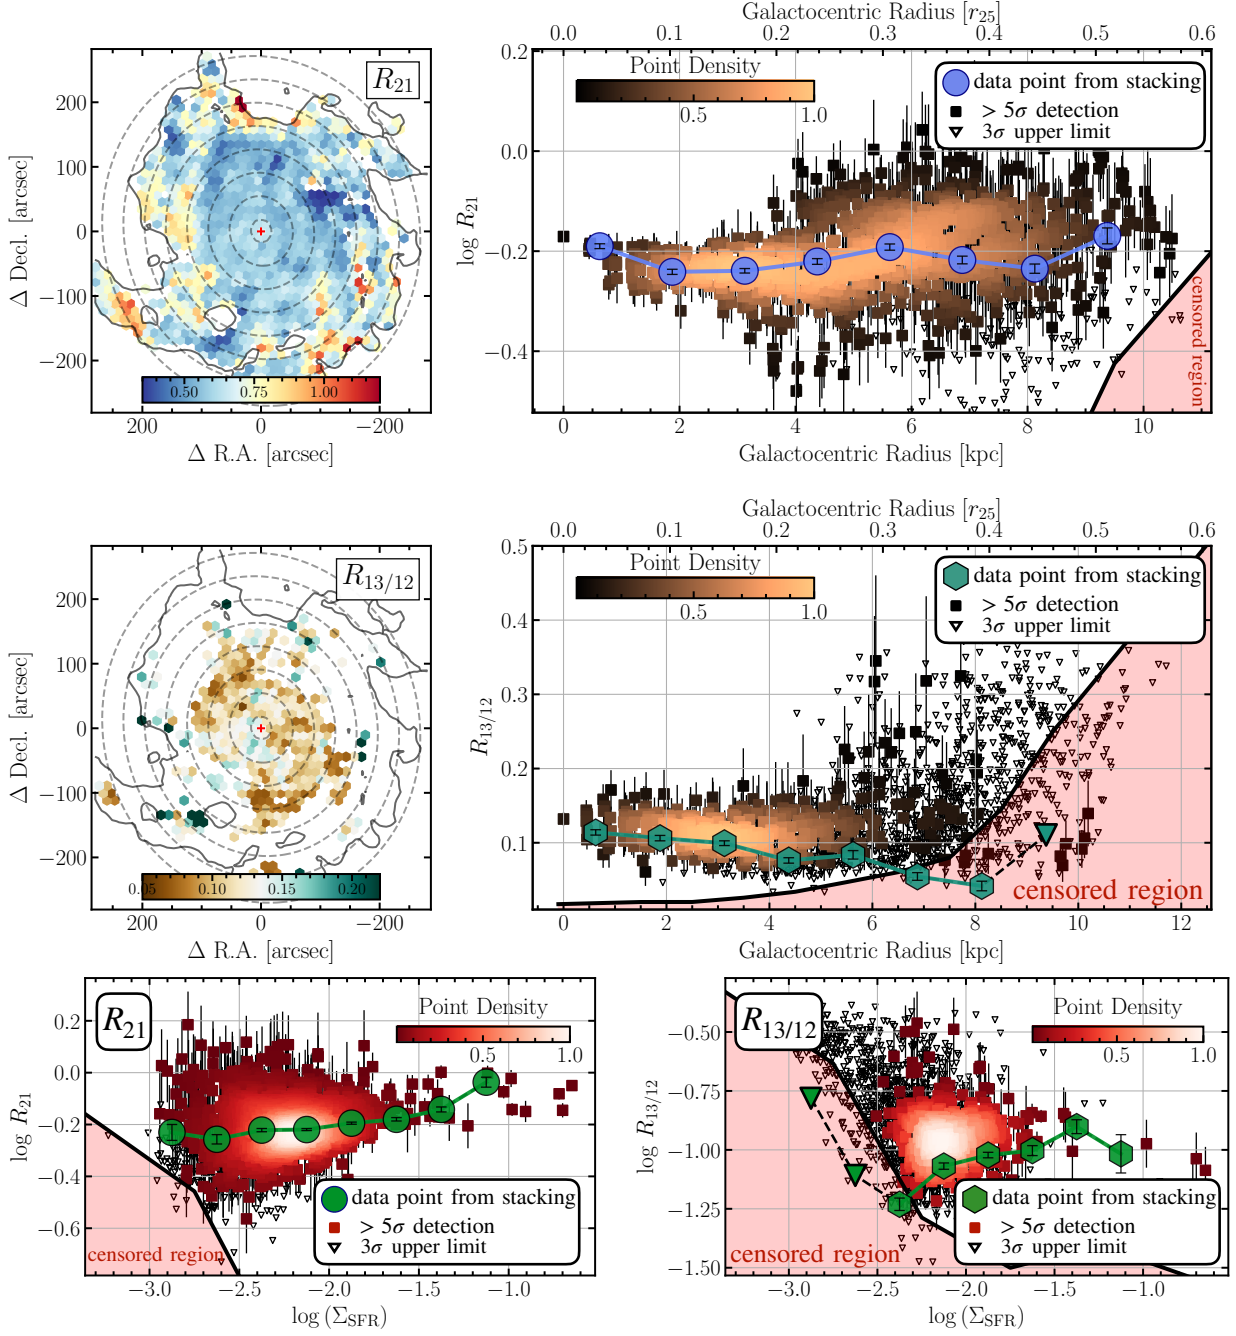 Galactocentric Radius [r25]
0.0 0.1 0.2 0.3 0.4 0.5 0.6
R21
Point Density
0.5 1.0
data point from stacking
> 5σ detection
3σ upper limit
censored region
Δ Decl. [arcsec]
200
100
0
−100
−200
0.50 0.75 1.00
200 0 −200
Δ R.A. [arcsec]
log R21
0.2
0.0
−0.2
−0.4
0 2 4 6 8 10
Galactocentric Radius [kpc]
Galactocentric Radius [r25]
0.0 0.1 0.2 0.3 0.4 0.5 0.6
R13/12
Point Density
0.5 1.0
data point from stacking
> 5σ detection
3σ upper limit
censored region
Δ Decl. [arcsec]
200
100
0
−100
−200
0.05 0.10 0.15 0.20
200 0 −200
Δ R.A. [arcsec]
R13/12
0.5
0.4
0.3
0.2
0.1
0 2 4 6 8 10 12
Galactocentric Radius [kpc]
R21
Point Density
0.5 1.0
data point from stacking
> 5σ detection
3σ upper limit
censored region
log R21
0.2
0.0
−0.2
−0.4
−0.6
−3.0 −2.5 −2.0 −1.5 −1.0
log (ΣSFR)
R13/12
Point Density
0.5 1.0
data point from stacking
> 5σ detection
3σ upper limit
censored region
log R13/12
−0.50
−0.75
−1.00
−1.25
−1.50
−3.0 −2.5 −2.0 −1.5 −1.0
log (ΣSFR)